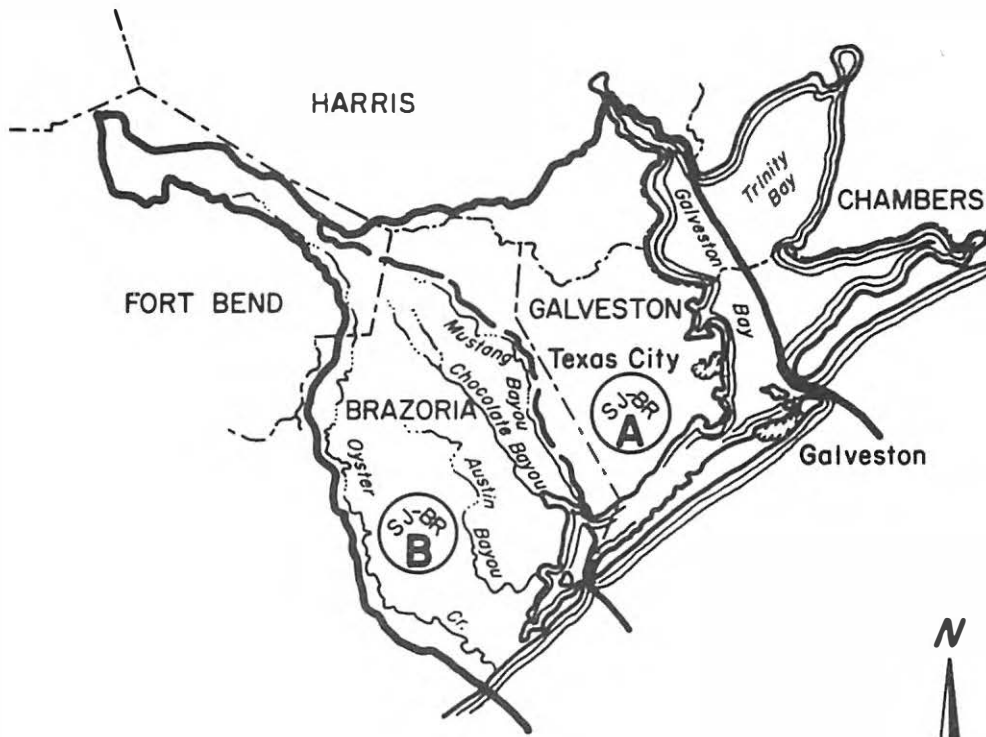 HARRIS
Trinity
Bay
CHAMBERS
Galveston
Bay
FORT BEND
GALVESTON
Texas City
Mustang Bayou
Chocolate Bayou
BRAZORIA
SJ-BR
A
Galveston
Oyster
Cr.
Austin
Bayou
SJ-BR
B
N